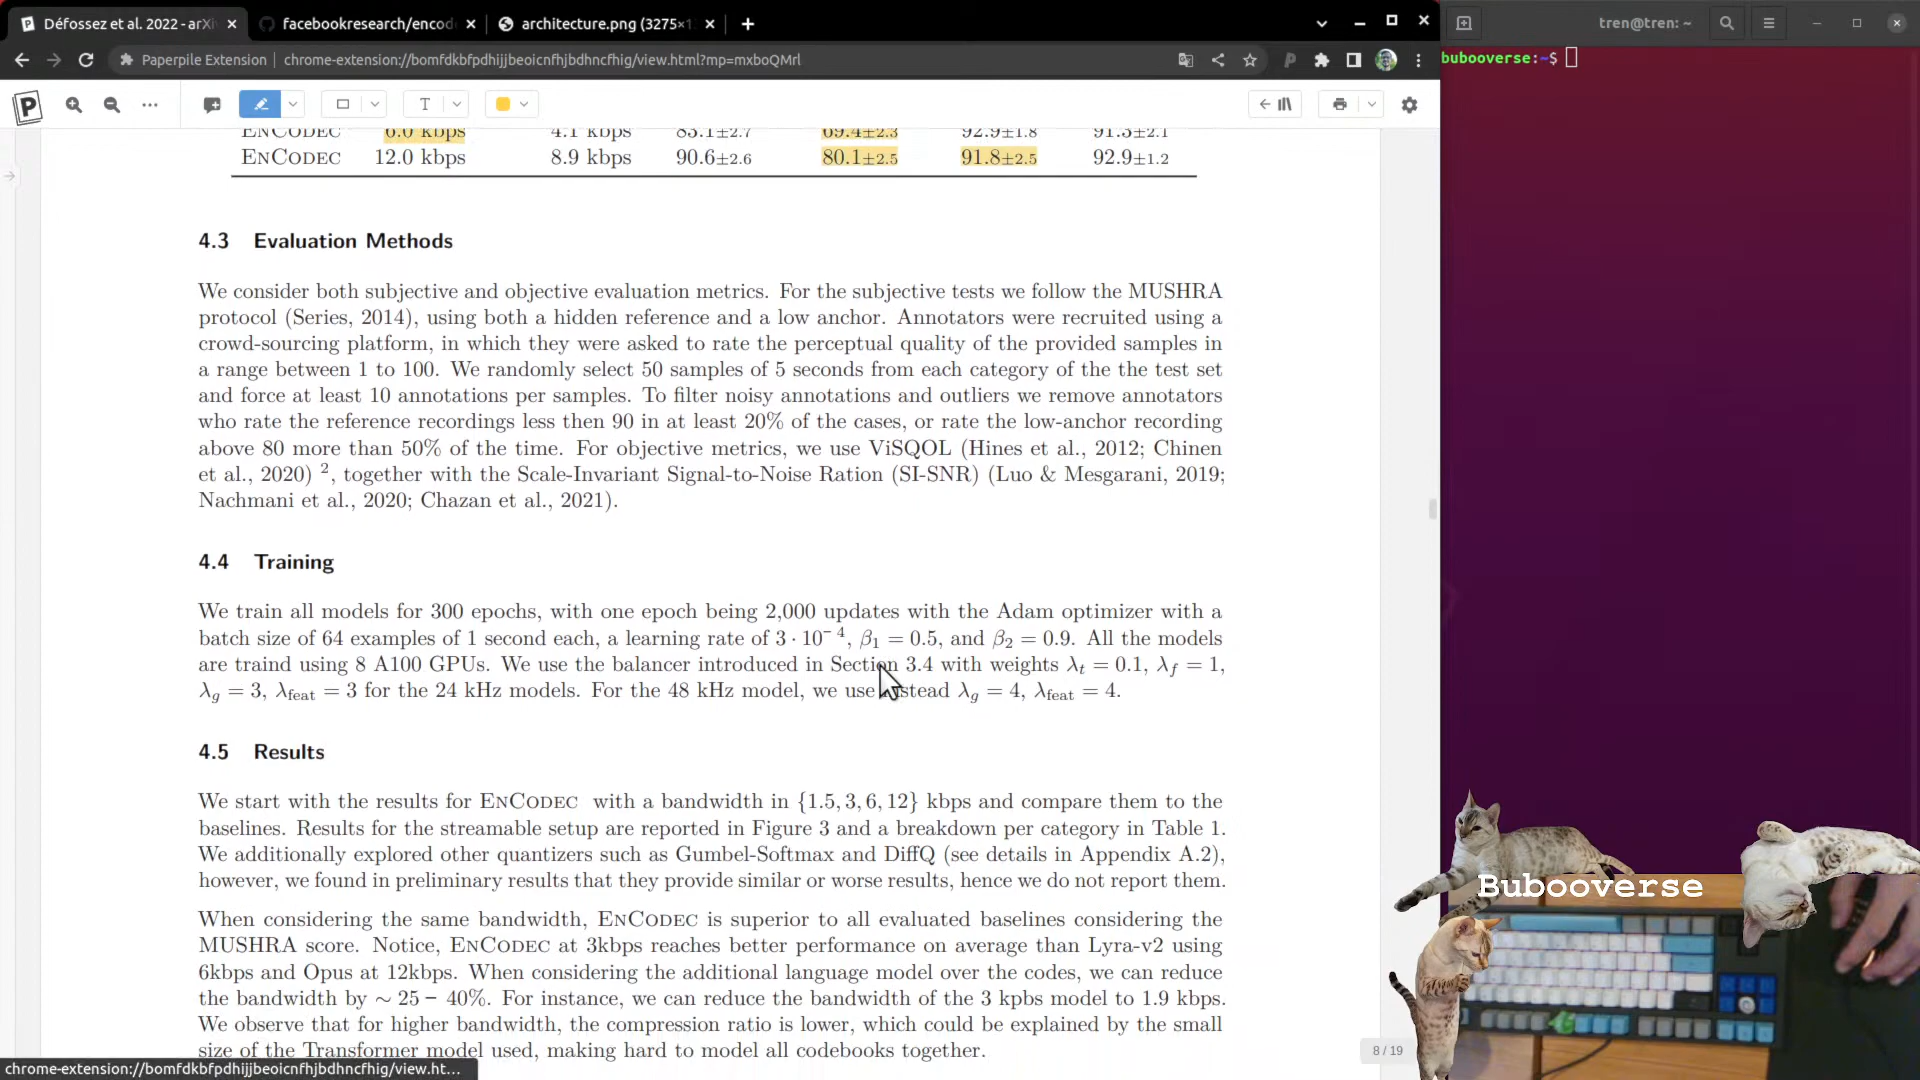 Défossez et al. 2022 - arXi
facebookresearch/encod
architecture.png (3275×1
tren@tren: ~
Paperpile Extension
chrome-extension://bomfdkbfpdhijjbeoicnfhjbdhncfhig/view.html?mp=mxboQMrl
bubooverse:~$
P
T
ENCODEC 6.0 kbps 4.1 kbps 83.1±2.7 69.4±2.3 92.9±1.8 91.3±2.1
ENCODEC 12.0 kbps 8.9 kbps 90.6±2.6 80.1±2.5 91.8±2.5 92.9±1.2
4.3 Evaluation Methods
We consider both subjective and objective evaluation metrics. For the subjective tests we follow the MUSHRA
protocol (Series, 2014), using both a hidden reference and a low anchor. Annotators were recruited using a
crowd-sourcing platform, in which they were asked to rate the perceptual quality of the provided samples in
a range between 1 to 100. We randomly select 50 samples of 5 seconds from each category of the the test set
and force at least 10 annotations per samples. To filter noisy annotations and outliers we remove annotators
who rate the reference recordings less then 90 in at least 20% of the cases, or rate the low-anchor recording
above 80 more than 50% of the time. For objective metrics, we use ViSQOL (Hines et al., 2012; Chinen
et al., 2020) ², together with the Scale-Invariant Signal-to-Noise Ration (SI-SNR) (Luo & Mesgarani, 2019;
Nachmani et al., 2020; Chazan et al., 2021).
4.4 Training
We train all models for 300 epochs, with one epoch being 2,000 updates with the Adam optimizer with a
batch size of 64 examples of 1 second each, a learning rate of 3 · 10⁻⁴, β₁ = 0.5, and β₂ = 0.9. All the models
are traind using 8 A100 GPUs. We use the balancer introduced in Section 3.4 with weights λt = 0.1, λf = 1,
λg = 3, λfeat = 3 for the 24 kHz models. For the 48 kHz model, we use instead λg = 4, λfeat = 4.
4.5 Results
We start with the results for ENCODEC with a bandwidth in {1.5, 3, 6, 12} kbps and compare them to the
baselines. Results for the streamable setup are reported in Figure 3 and a breakdown per category in Table 1.
We additionally explored other quantizers such as Gumbel-Softmax and DiffQ (see details in Appendix A.2),
however, we found in preliminary results that they provide similar or worse results, hence we do not report them.
When considering the same bandwidth, ENCODEC is superior to all evaluated baselines considering the
MUSHRA score. Notice, ENCODEC at 3kbps reaches better performance on average than Lyra-v2 using
6kbps and Opus at 12kbps. When considering the additional language model over the codes, we can reduce
the bandwidth by ∼ 25 − 40%. For instance, we can reduce the bandwidth of the 3 kpbs model to 1.9 kbps.
We observe that for higher bandwidth, the compression ratio is lower, which could be explained by the small
size of the Transformer model used, making hard to model all codebooks together.
8 / 19
chrome-extension://bomfdkbfpdhijjbeoicnfhjbdhncfhig/view.ht...
Bubooverse